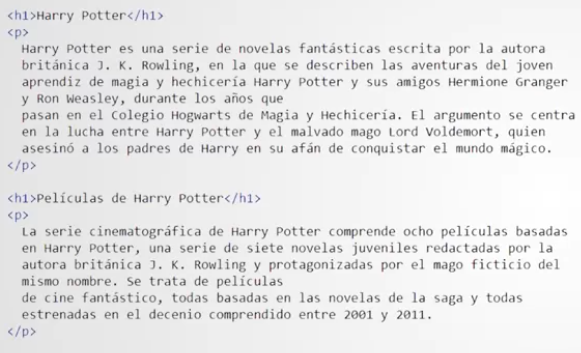 <h1>Harry Potter</h1>
<p>
Harry Potter es una serie de novelas fantásticas escrita por la autora
británica J. K. Rowling, en la que se describen las aventuras del joven
aprendiz de magia y hechicería Harry Potter y sus amigos Hermione Granger
y Ron Weasley, durante los años que
pasan en el Colegio Hogwarts de Magia y Hechicería. El argumento se centra
en la lucha entre Harry Potter y el malvado mago Lord Voldemort, quien
asesinó a los padres de Harry en su afán de conquistar el mundo mágico.
</p>
<h1>Películas de Harry Potter</h1>
<p>
La serie cinematográfica de Harry Potter comprende ocho películas basadas
en Harry Potter, una serie de siete novelas juveniles redactadas por la
autora británica J. K. Rowling y protagonizadas por el mago ficticio del
mismo nombre. Se trata de películas
de cine fantástico, todas basadas en las novelas de la saga y todas
estrenadas en el decenio comprendido entre 2001 y 2011.
</p>